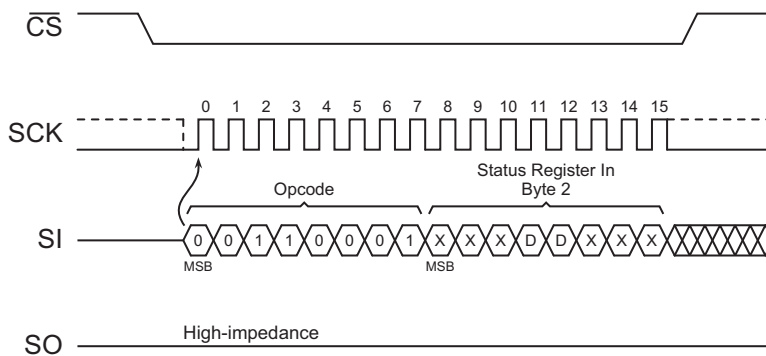 CS
SCK
0 1 2 3 4 5 6 7 8 9 10 11 12 13 14 15
Opcode
Status Register In
Byte 2
SI
0 0 1 1 0 0 0 1 X X X D D X X X
MSB MSB
SO
High-impedance